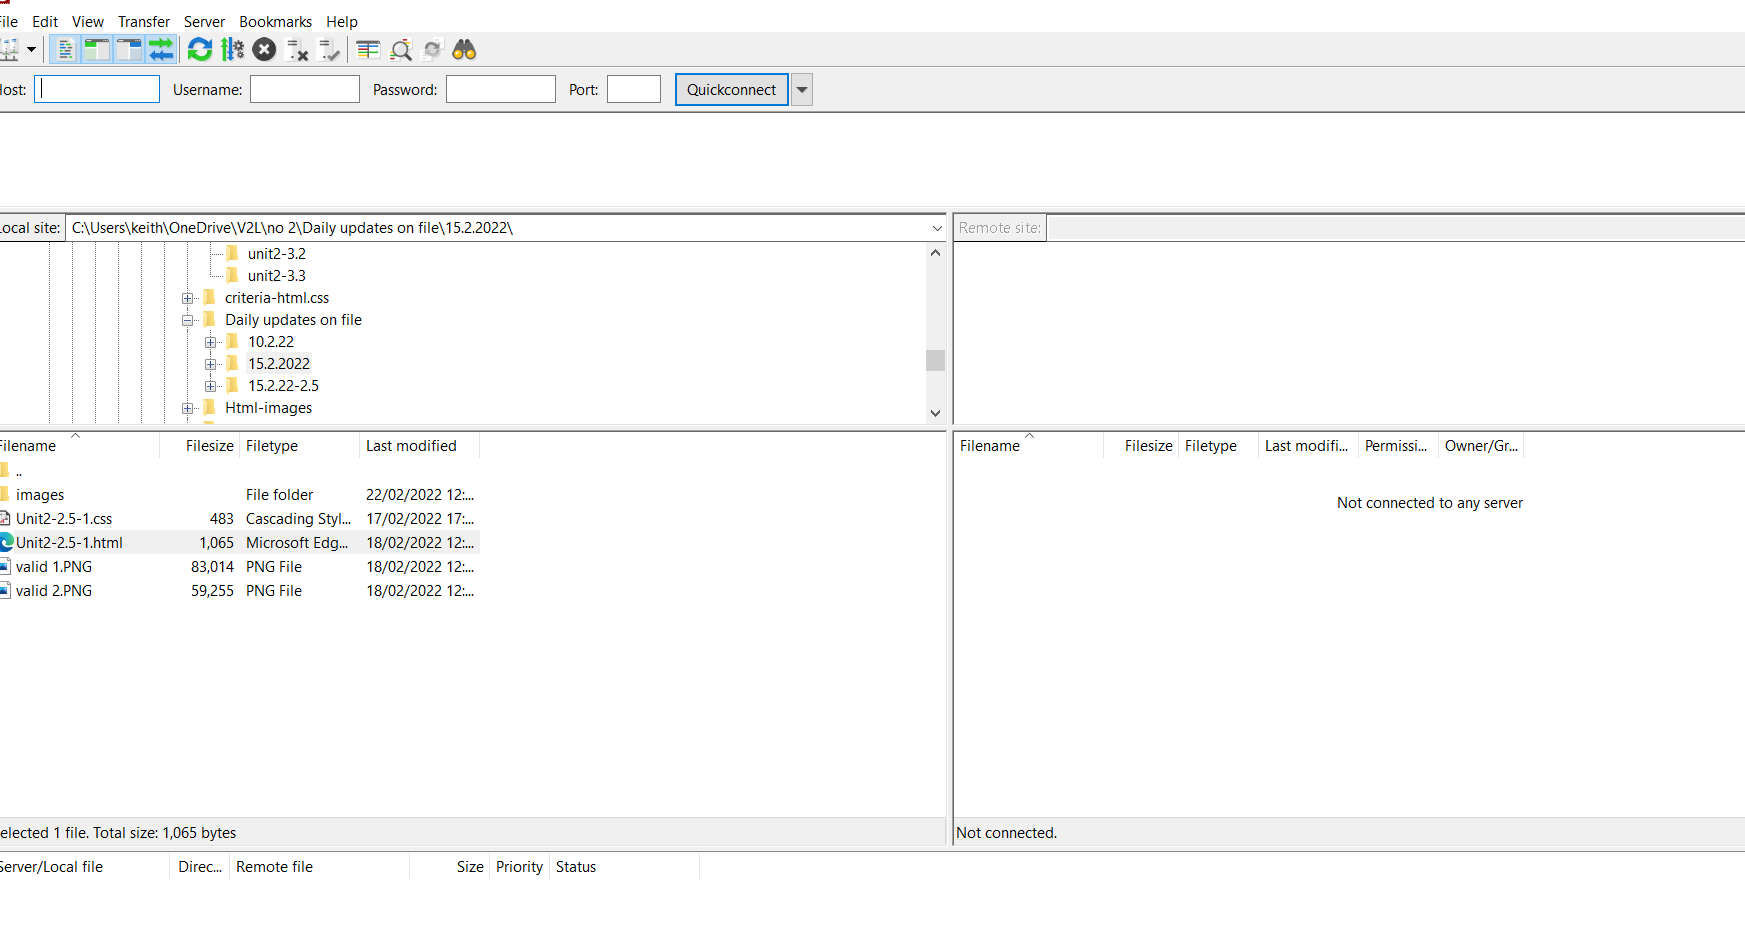 File Edit View Transfer Server Bookmarks Help
Host: Username: Password: Port: Quickconnect
Local site: C:\Users\keith\OneDrive\V2L\no 2\Daily updates on file\15.2.2022\
unit2-3.2
unit2-3.3
criteria-html.css
Daily updates on file
10.2.22
15.2.2022
15.2.22-2.5
Html-images
Remote site:
Filename Filesize Filetype Last modified
..
images File folder 22/02/2022 12:...
Unit2-2.5-1.css 483 Cascading Styl... 17/02/2022 17:...
Unit2-2.5-1.html 1,065 Microsoft Edg... 18/02/2022 12:...
valid 1.PNG 83,014 PNG File 18/02/2022 12:...
valid 2.PNG 59,255 PNG File 18/02/2022 12:...
elected 1 file. Total size: 1,065 bytes
Filename Filesize Filetype Last modifi... Permissi... Owner/Gr...
Not connected to any server
Not connected.
Server/Local file Direc... Remote file Size Priority Status